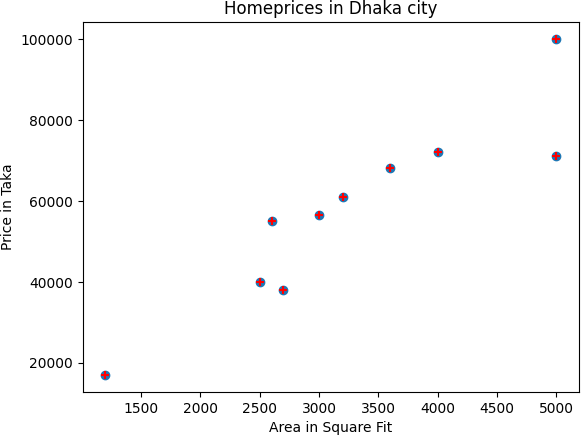 Homeprices in Dhaka city
100000
80000
60000
40000
20000
Price in Taka
1500 2000 2500 3000 3500 4000 4500 5000
Area in Square Fit